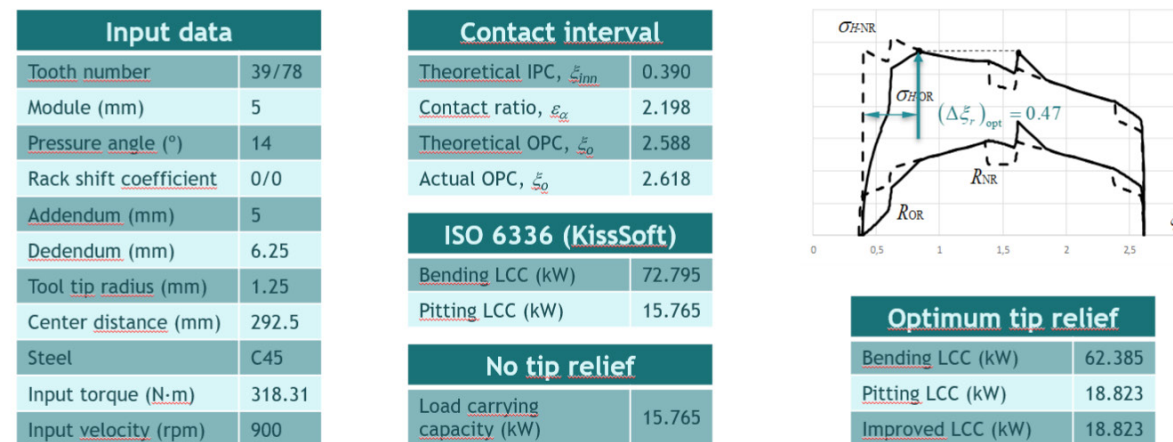 Input data
Tooth number 39/78
Module (mm) 5
Pressure angle (º) 14
Rack shift coefficient 0/0
Addendum (mm) 5
Dedendum (mm) 6.25
Tool tip radius (mm) 1.25
Center distance (mm) 292.5
Steel C45
Input torque (N·m) 318.31
Input velocity (rpm) 900
Contact interval
Theoretical IPC, ξinn 0.390
Contact ratio, εα 2.198
Theoretical OPC, ξo 2.588
Actual OPC, ξo 2.618
ISO 6336 (KissSoft)
Bending LCC (kW) 72.795
Pitting LCC (kW) 15.765
No tip relief
Load carrying
capacity (kW) 15.765
σH-NR
σHOR
(Δξr)opt = 0.47
RNR
ROR
0 0,5 1 1,5 2 2,5
Optimum tip relief
Bending LCC (kW) 62.385
Pitting LCC (kW) 18.823
Improved LCC (kW) 18.823